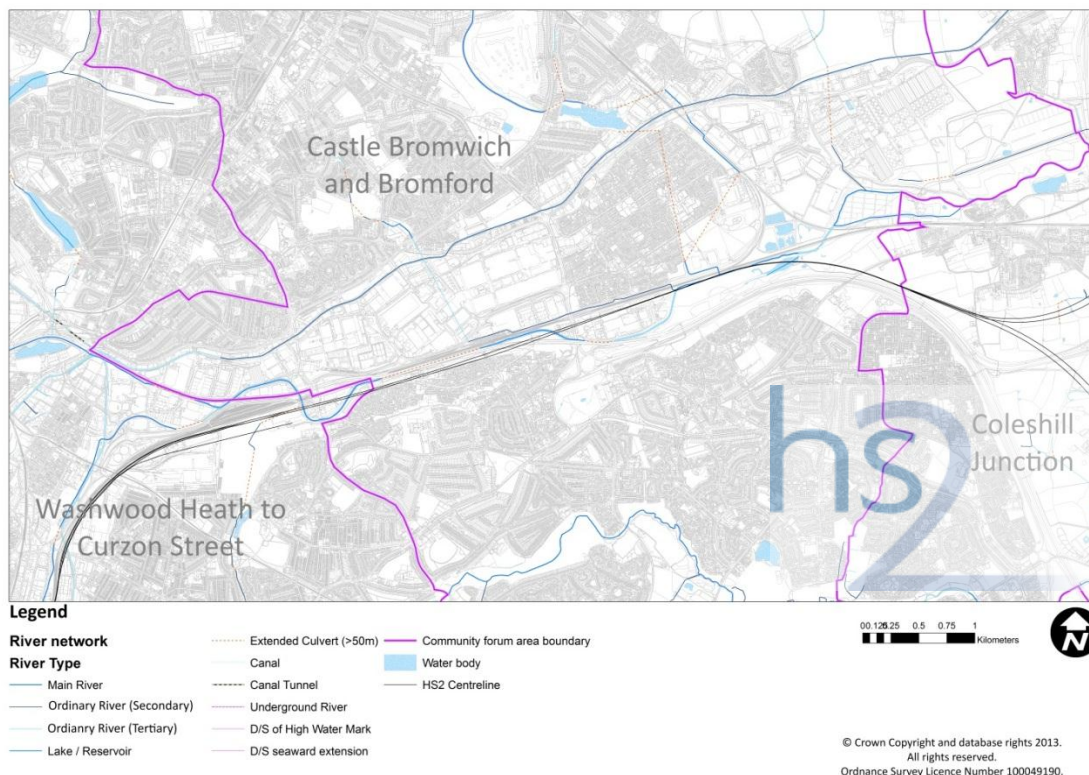 Castle Bromwich
and Bromford
hs2
Coleshill
Junction
Washwood Heath to
Curzon Street
Legend
River network
River Type
Main River
Ordinary River (Secondary)
Ordianry River (Tertiary)
Lake / Reservoir
Extended Culvert (>50m)
Canal
Canal Tunnel
Underground River
D/S of High Water Mark
D/S seaward extension
Community forum area boundary
Water body
HS2 Centreline
00.1250.25 0.5 0.75 1
Kilometers
N
© Crown Copyright and database rights 2013.
All rights reserved.
Ordnance Survey Licence Number 100049190.